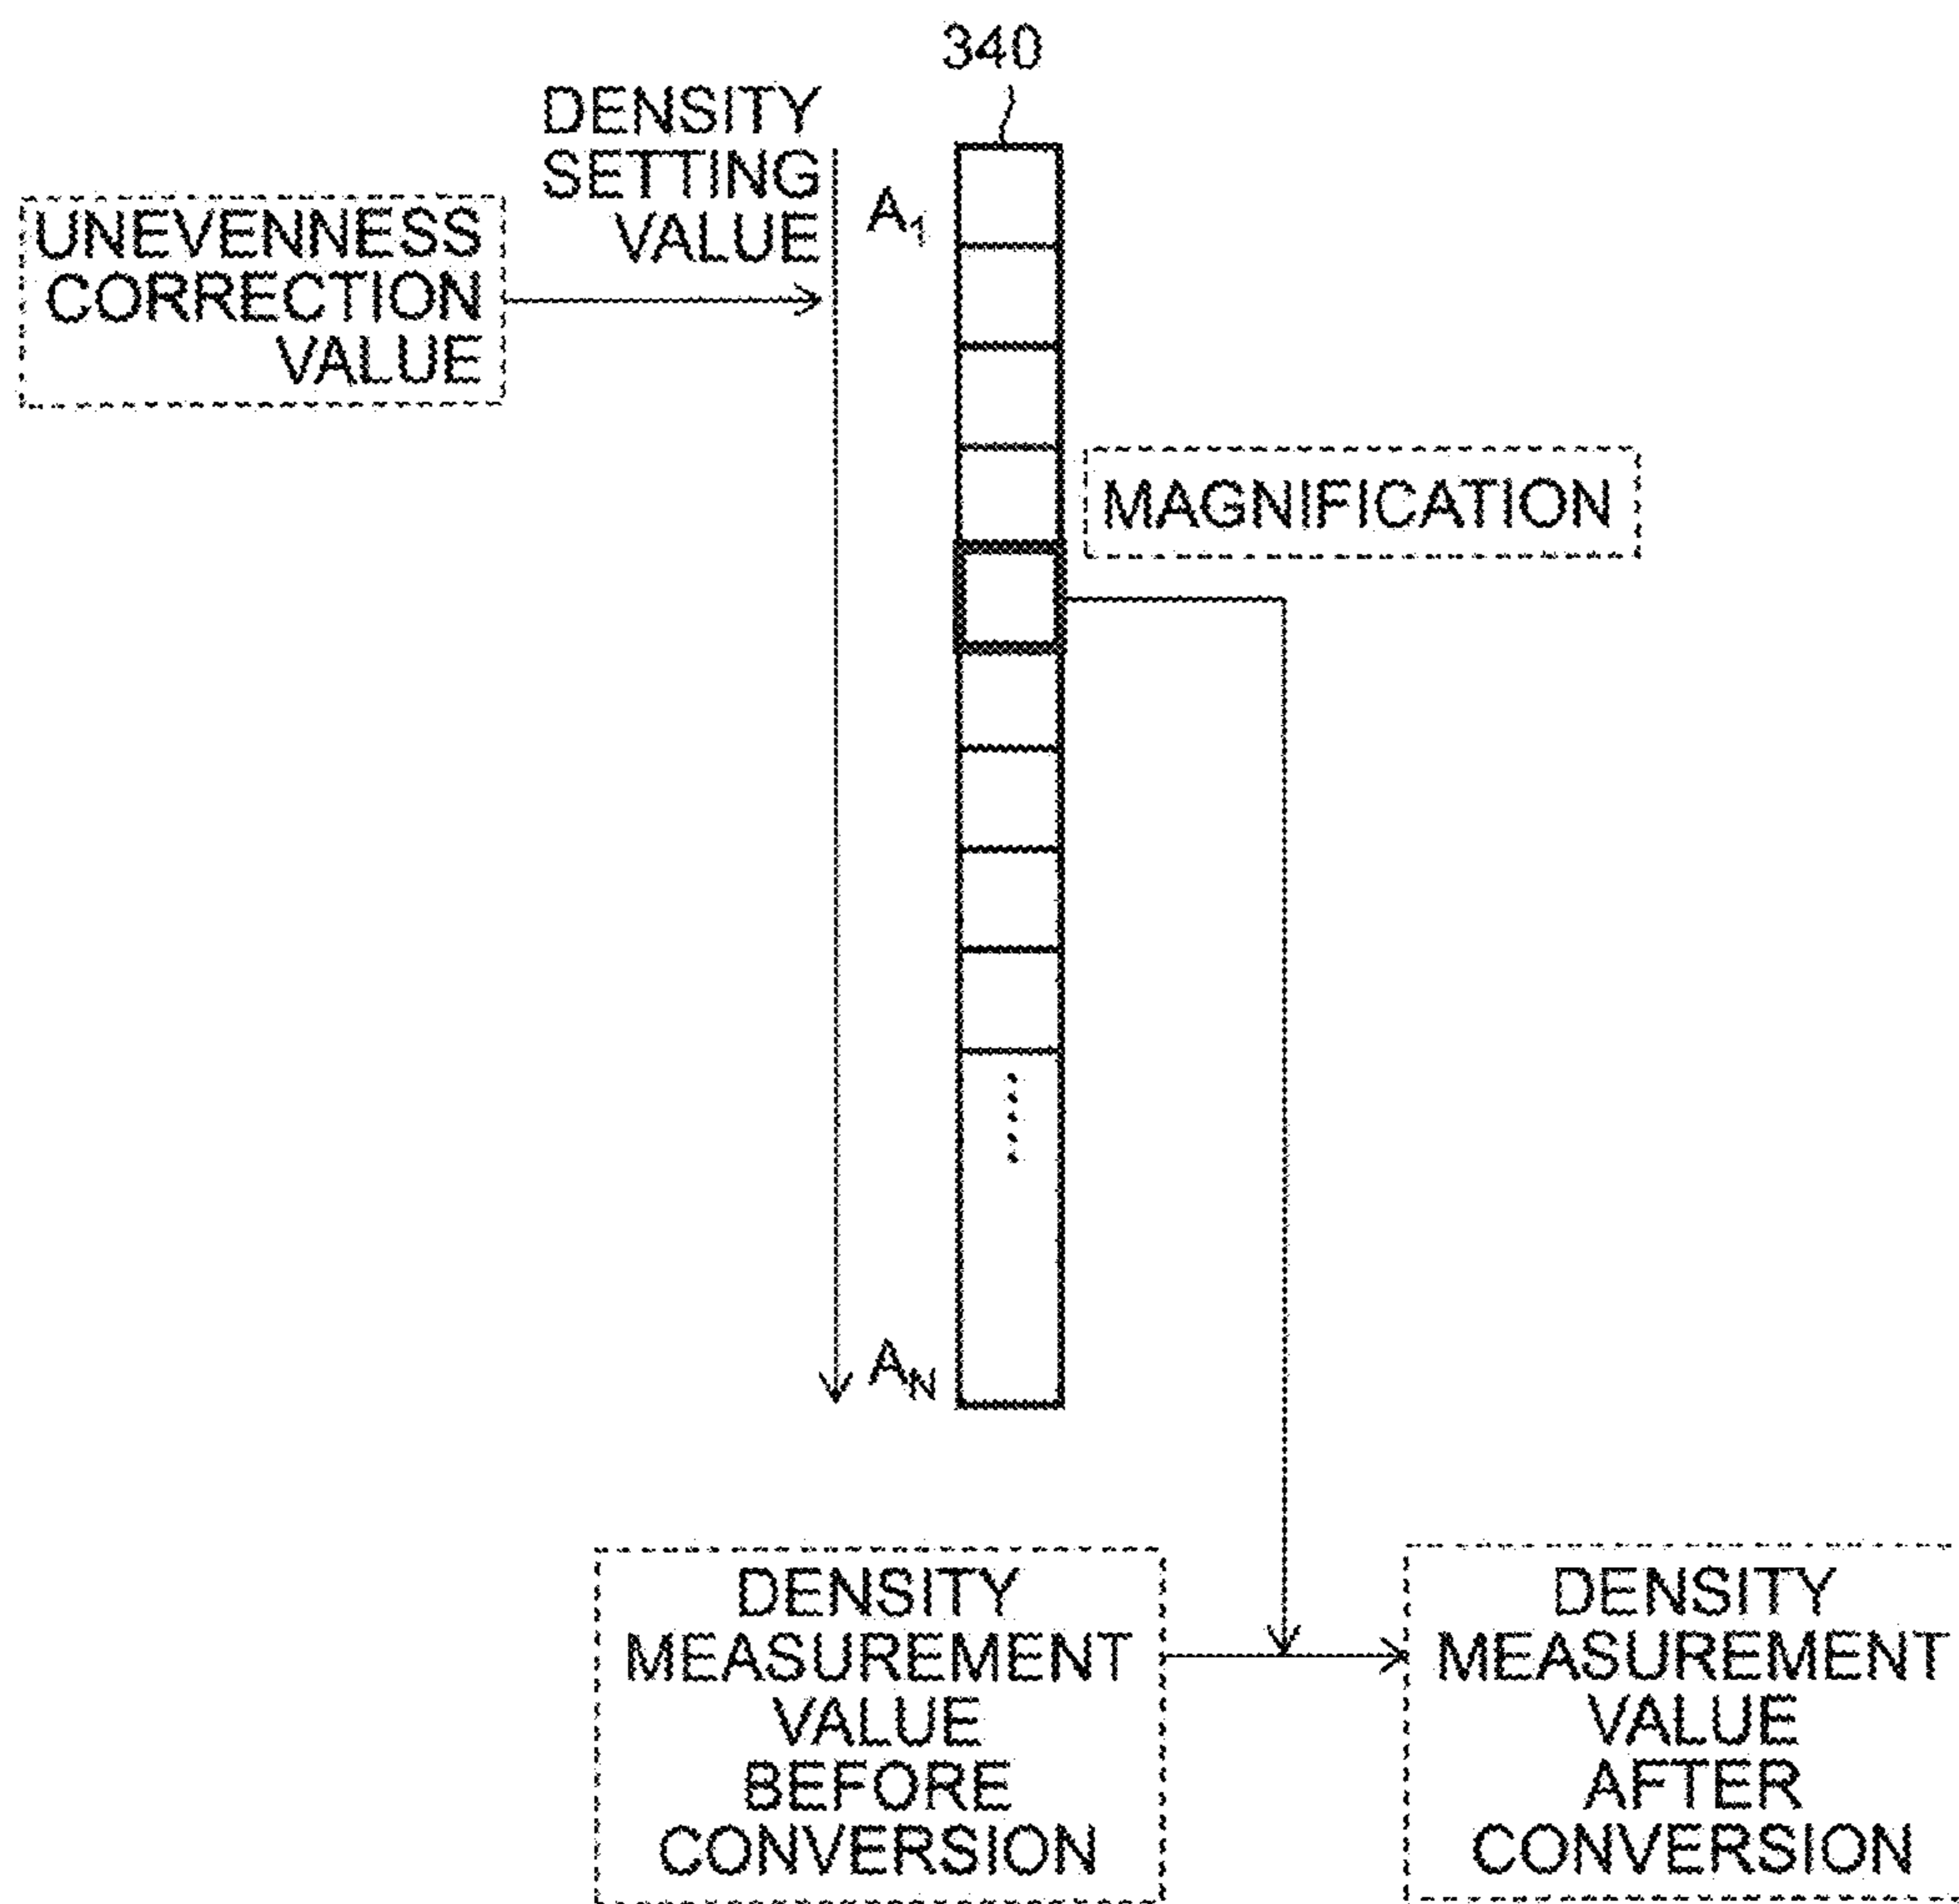 340
DENSITY
SETTING
VALUE
A₁
UNEVENNESS
CORRECTION
VALUE
MAGNIFICATION
A_N
DENSITY
MEASUREMENT
VALUE
BEFORE
CONVERSION
DENSITY
MEASUREMENT
VALUE
AFTER
CONVERSION